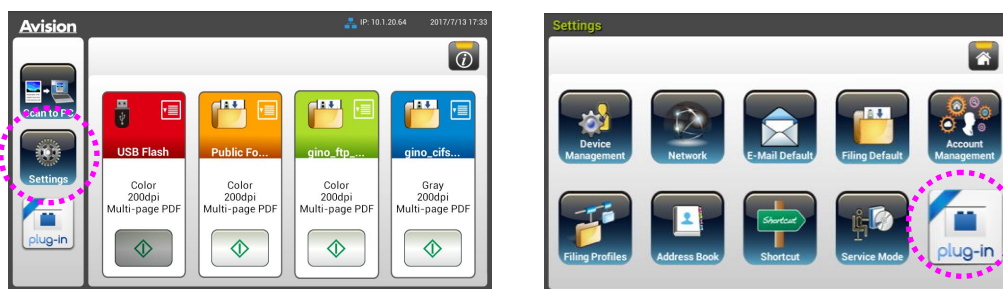 Avision
IP: 10.1.20.64 2017/7/13 17:33
Scan to PC
Settings
plug-in
USB Flash
Color
200dpi
Multi-page PDF
Public Fo...
Color
200dpi
Multi-page PDF
gino_ftp_...
Color
200dpi
Multi-page PDF
gino_cifs...
Gray
200dpi
Multi-page PDF
Settings
Device
Management
Network
E-Mail Default
Filing Default
Account
Management
Filing Profiles
Address Book
Shortcut
Shortcut
Service Mode
plug-in